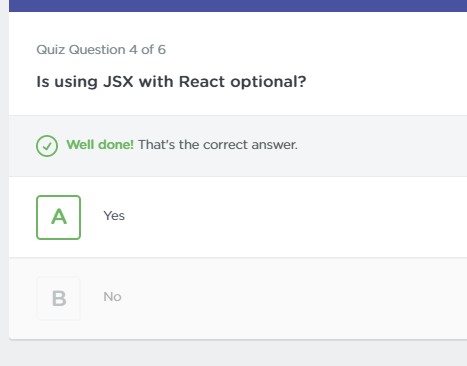 Quiz Question 4 of 6
Is using JSX with React optional?
Well done! That's the correct answer.
A Yes
B No